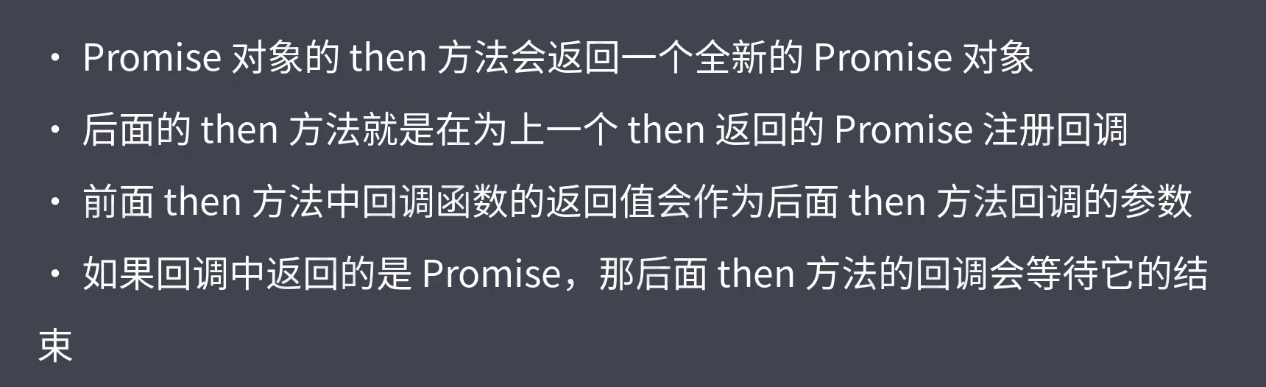 • Promise 对象的 then 方法会返回一个全新的 Promise 对象
• 后面的 then 方法就是在为上一个 then 返回的 Promise 注册回调
• 前面 then 方法中回调函数的返回值会作为后面 then 方法回调的参数
• 如果回调中返回的是 Promise，那后面 then 方法的回调会等待它的结
束